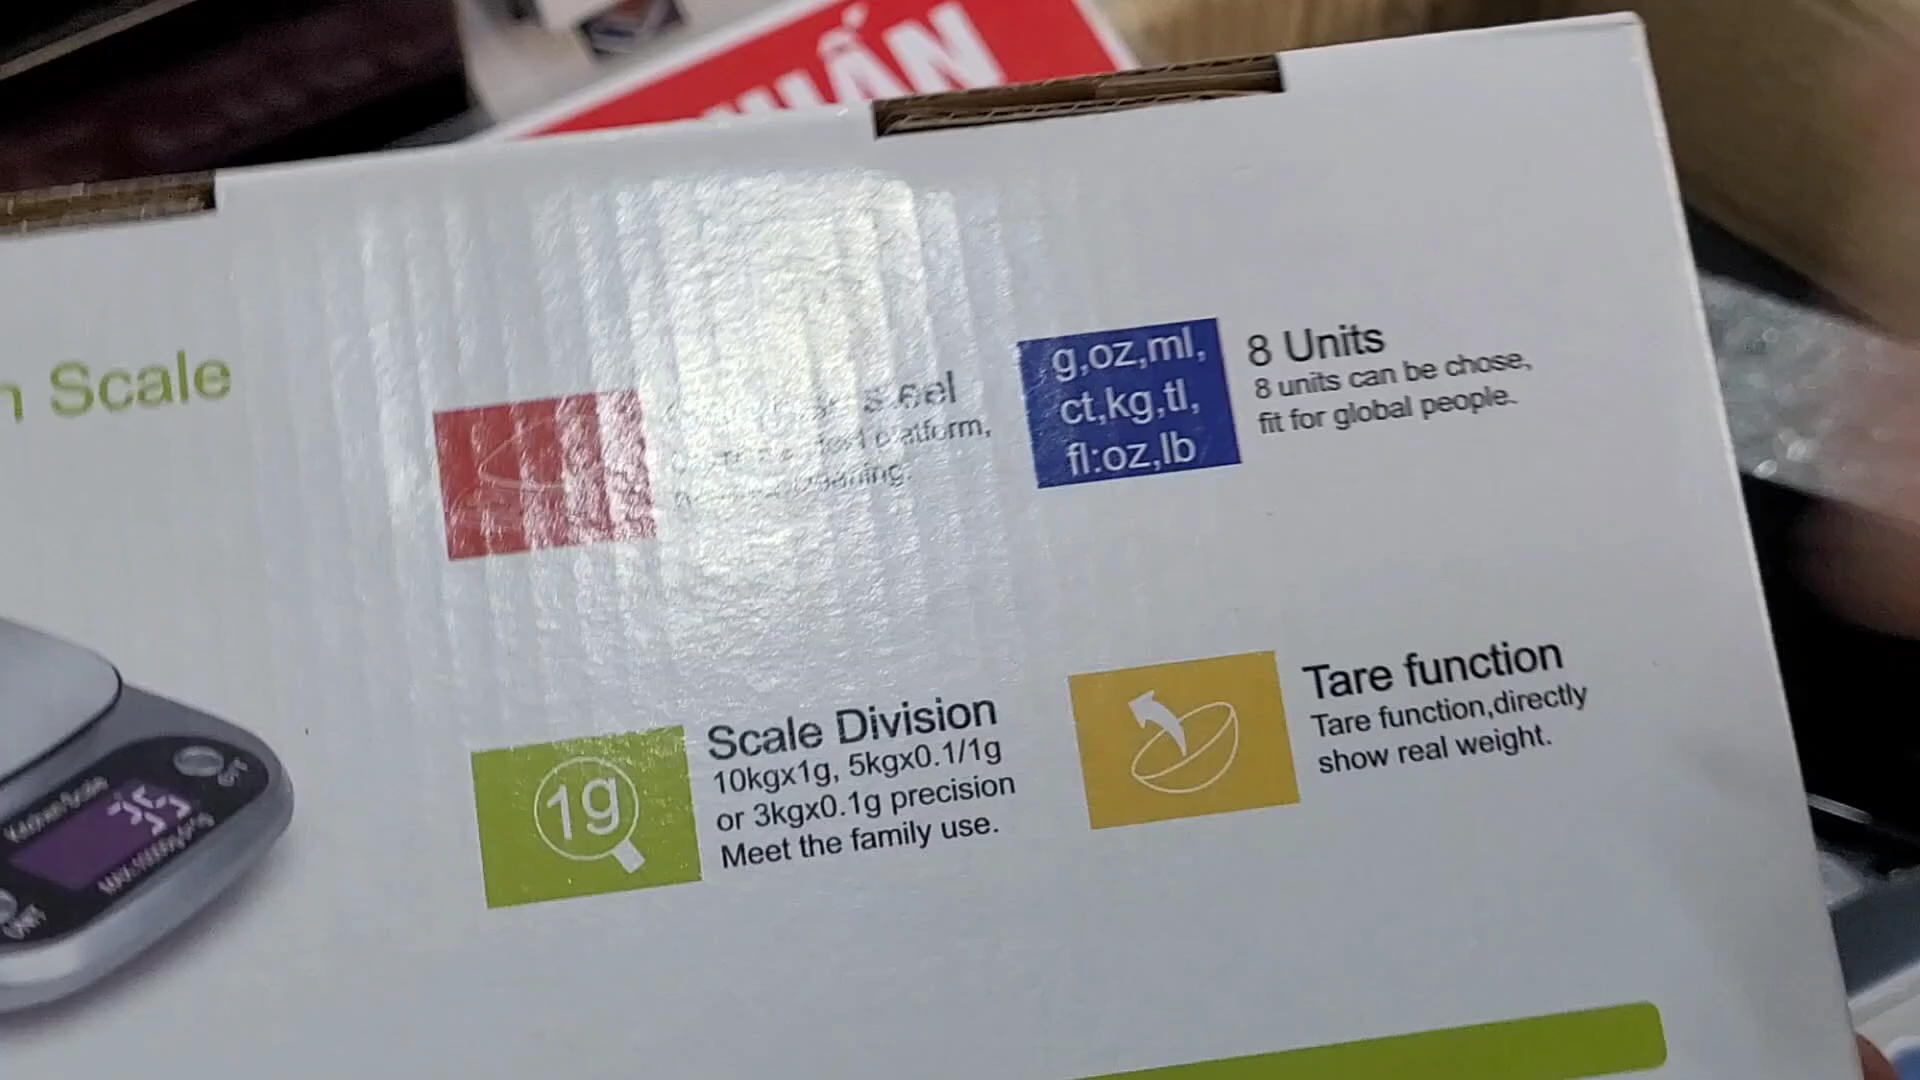 Scale
platform,
g,oz,ml,
ct,kg,tl,
fl:oz,lb
8 Units
8 units can be chose,
fit for global people.
1g
Scale Division
10kgx1g, 5kgx0.1/1g
or 3kgx0.1g precision
Meet the family use.
Tare function
Tare function,directly
show real weight.